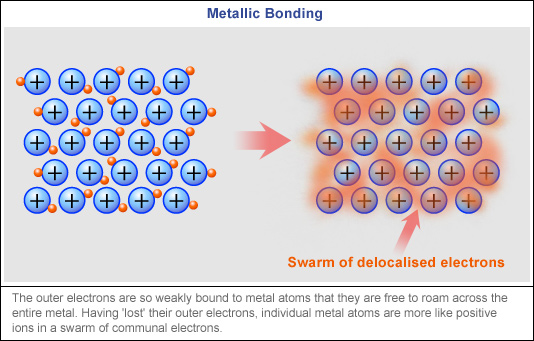 Metallic Bonding
Swarm of delocalised electrons
The outer electrons are so weakly bound to metal atoms that they are free to roam across the
entire metal. Having 'lost' their outer electrons, individual metal atoms are more like positive
ions in a swarm of communal electrons.